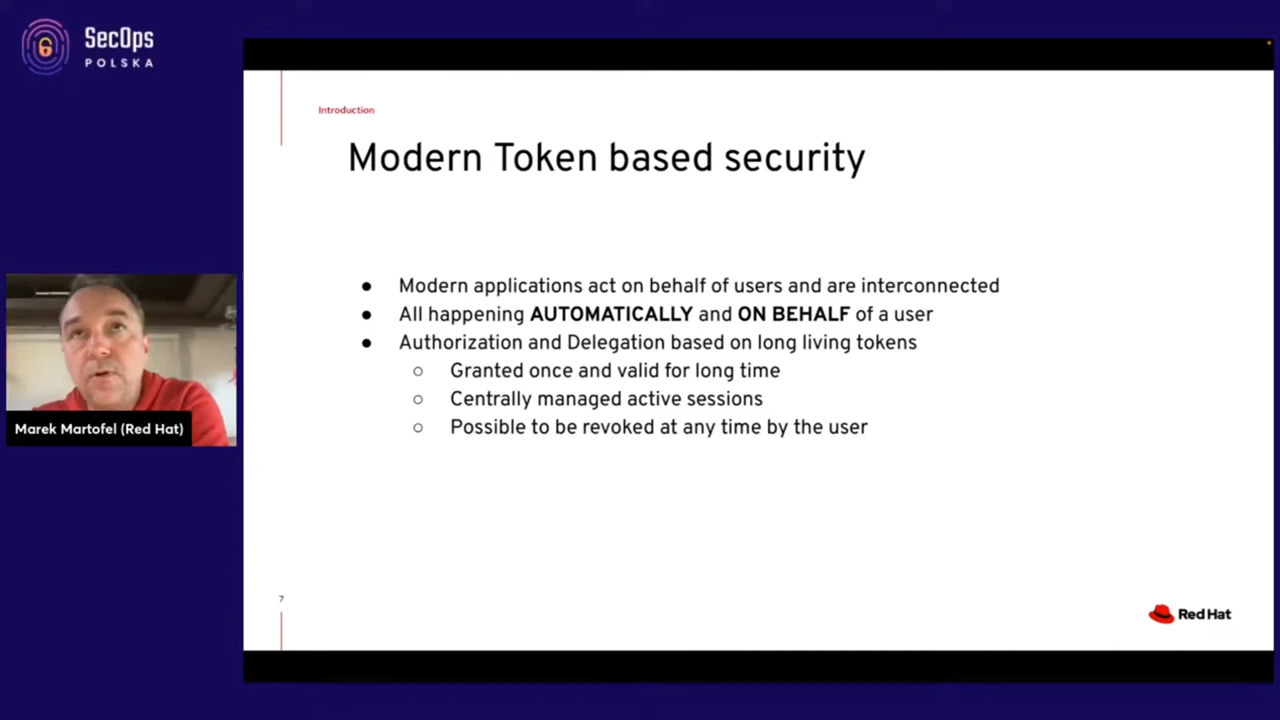 SecOps
POLSKA
Introduction
Modern Token based security
● Modern applications act on behalf of users and are interconnected
● All happening AUTOMATICALLY and ON BEHALF of a user
● Authorization and Delegation based on long living tokens
○ Granted once and valid for long time
○ Centrally managed active sessions
○ Possible to be revoked at any time by the user
Marek Martofel (Red Hat)
7
Red Hat